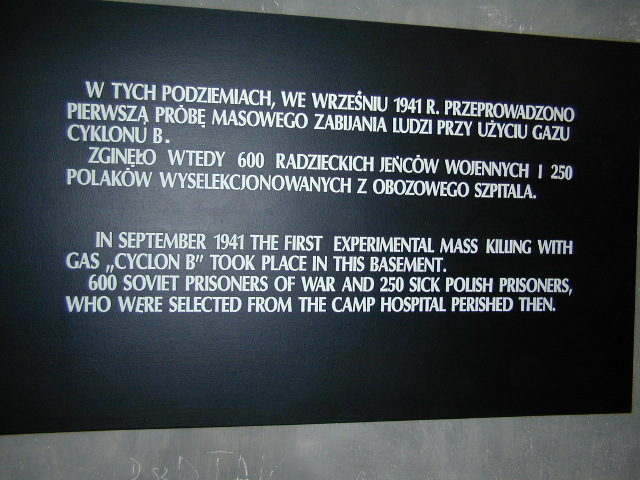 W TYCH PODZIEMIACH, WE WRZEŚNIU 1941 R. PRZEPROWADZONO
PIERWSZĄ PRÓBĘ MASOWEGO ZABIJANIA LUDZI PRZY UŻYCIU GAZU
CYKLONU B.
ZGINĘŁO WTEDY 600 RADZIECKICH JEŃCÓW WOJENNYCH I 250
POLAKÓW WYSELEKCJONOWANYCH Z OBOZOWEGO SZPITALA.
IN SEPTEMBER 1941 THE FIRST EXPERIMENTAL MASS KILLING WITH
GAS „CYCLON B” TOOK PLACE IN THIS BASEMENT.
600 SOVIET PRISONERS OF WAR AND 250 SICK POLISH PRISONERS,
WHO WERE SELECTED FROM THE CAMP HOSPITAL PERISHED THEN.